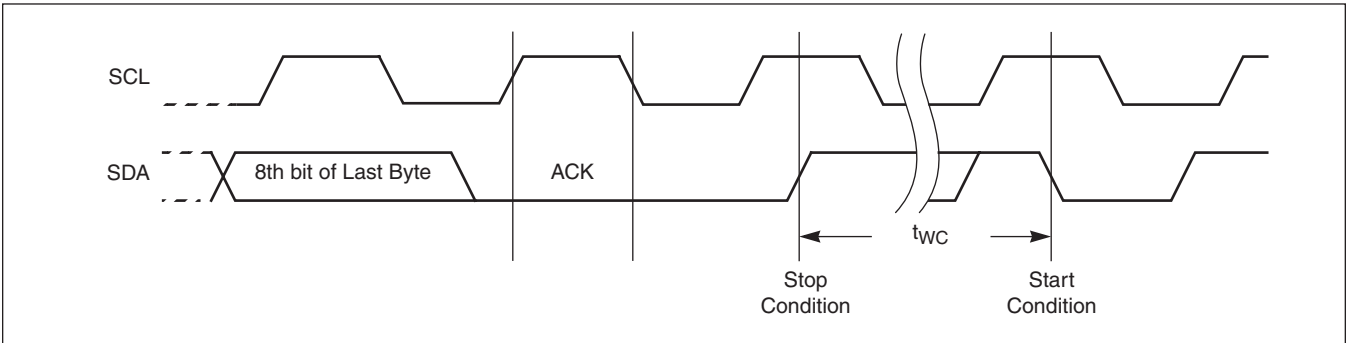 SCL
SDA
8th bit of Last Byte
ACK
tWC
Stop
Condition
Start
Condition